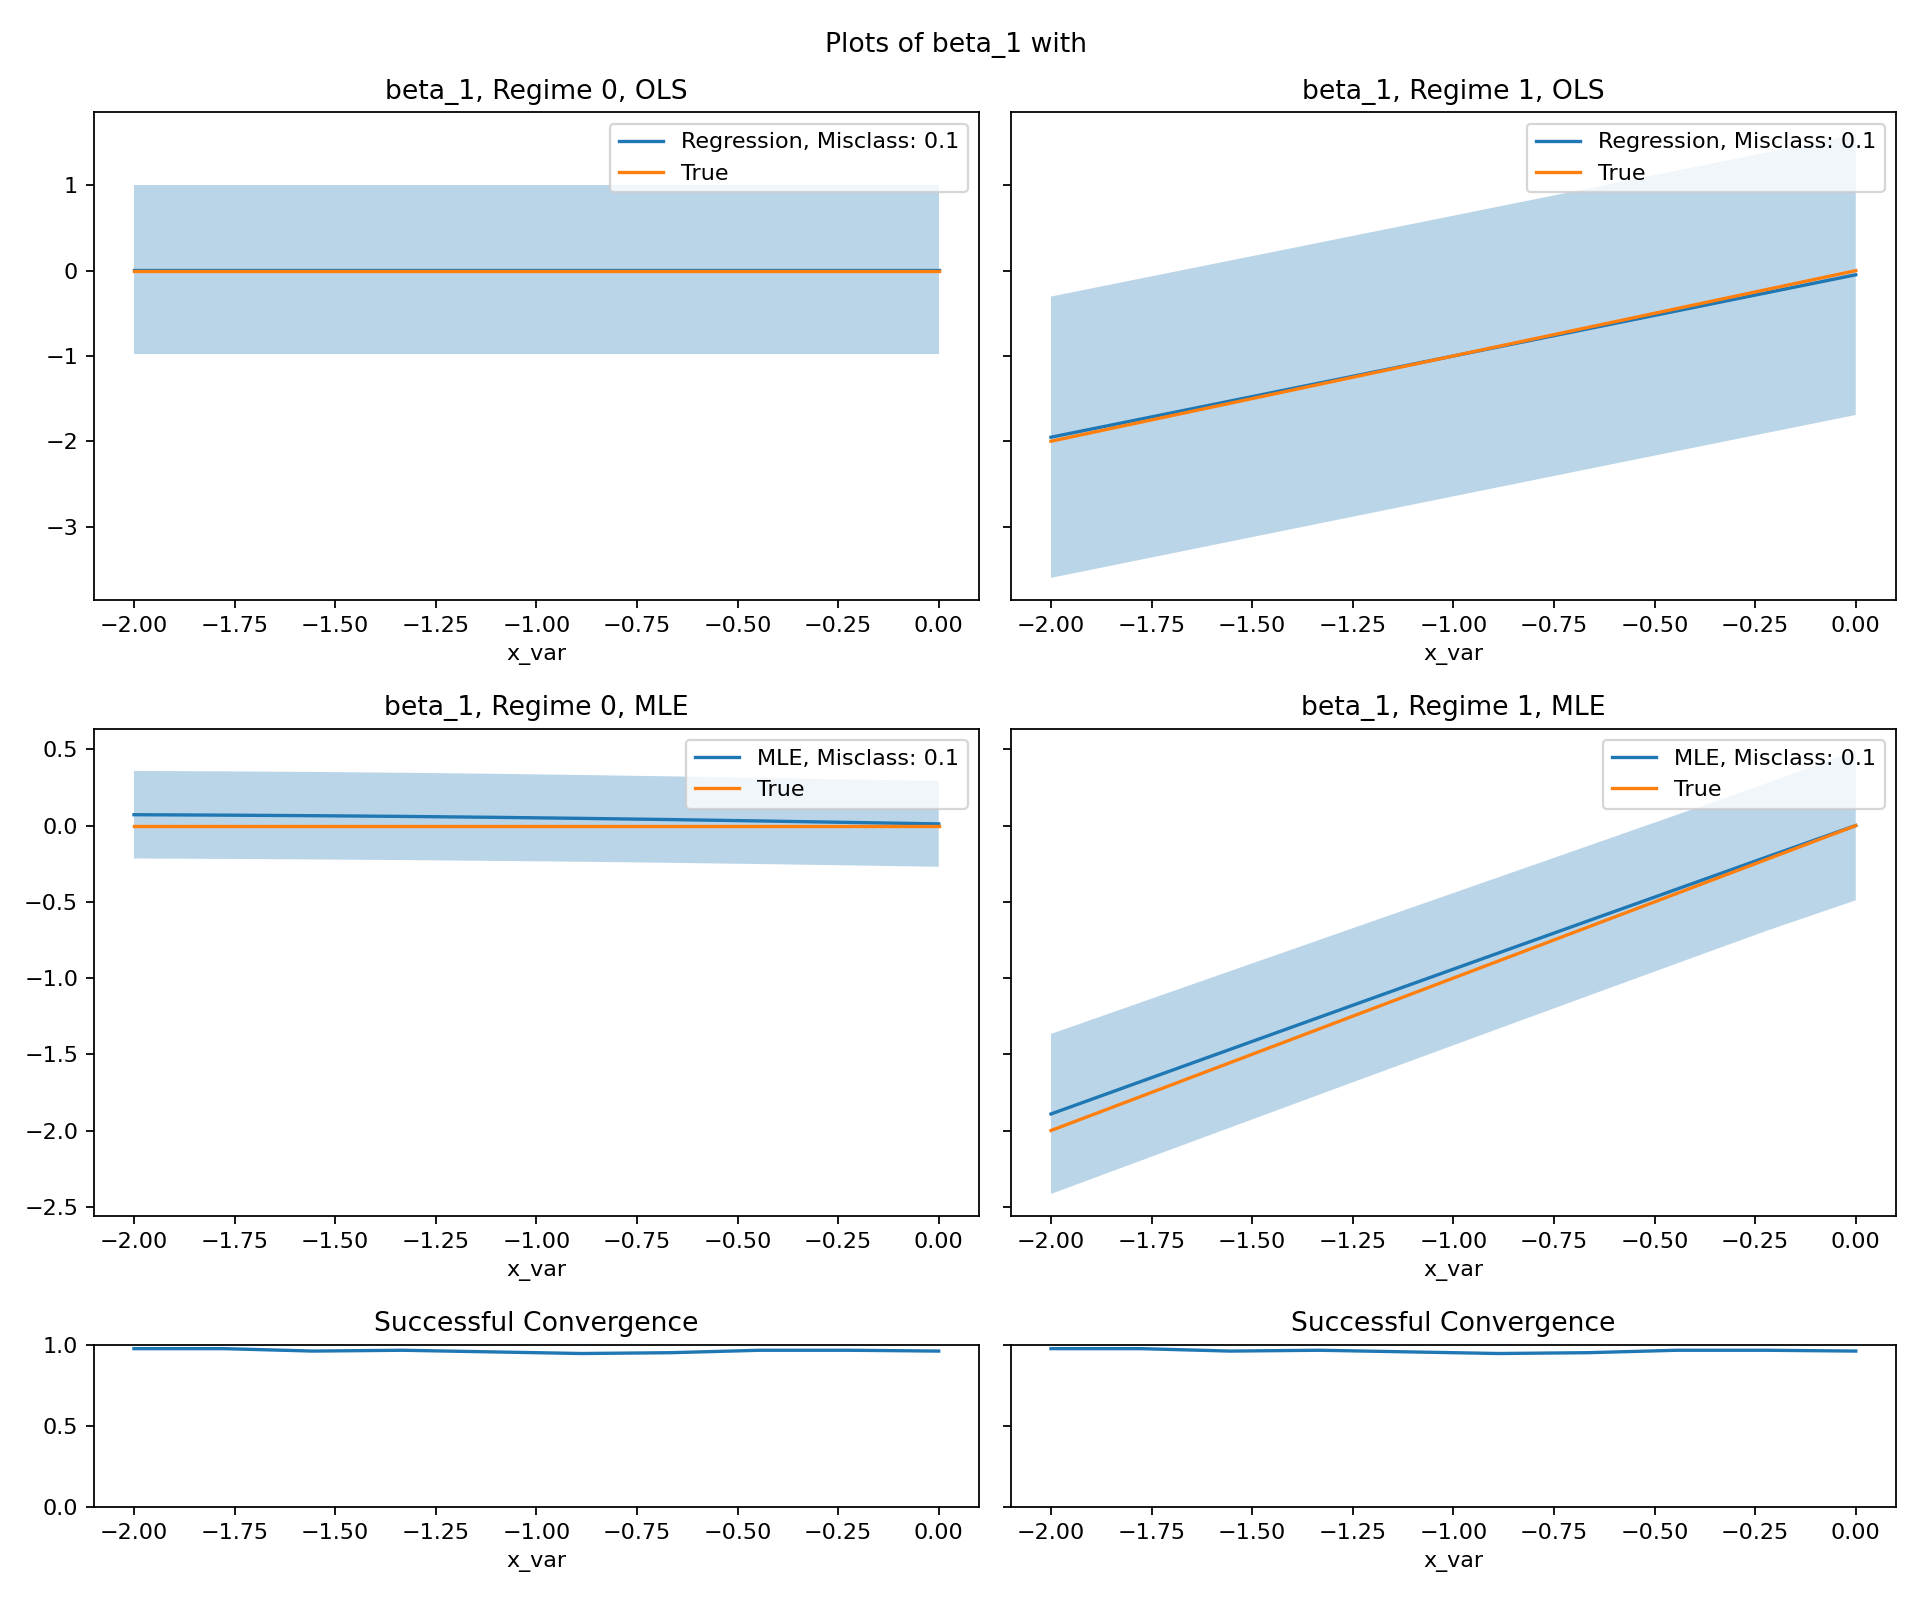 Plots of beta_1 with
beta_1, Regime 0, OLS
Regression, Misclass: 0.1
True
1
0
−1
−2
−3
−2.00 −1.75 −1.50 −1.25 −1.00 −0.75 −0.50 −0.25 0.00
x_var
beta_1, Regime 1, OLS
Regression, Misclass: 0.1
True
−2.00 −1.75 −1.50 −1.25 −1.00 −0.75 −0.50 −0.25 0.00
x_var
beta_1, Regime 0, MLE
MLE, Misclass: 0.1
True
0.5
0.0
−0.5
−1.0
−1.5
−2.0
−2.5
−2.00 −1.75 −1.50 −1.25 −1.00 −0.75 −0.50 −0.25 0.00
x_var
beta_1, Regime 1, MLE
MLE, Misclass: 0.1
True
−2.00 −1.75 −1.50 −1.25 −1.00 −0.75 −0.50 −0.25 0.00
x_var
Successful Convergence
1.0
0.5
0.0
−2.00 −1.75 −1.50 −1.25 −1.00 −0.75 −0.50 −0.25 0.00
x_var
Successful Convergence
−2.00 −1.75 −1.50 −1.25 −1.00 −0.75 −0.50 −0.25 0.00
x_var